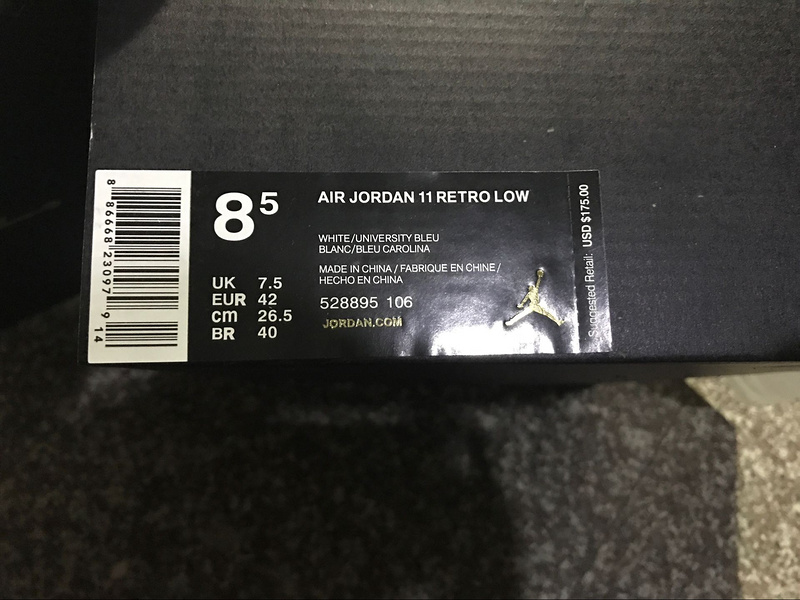 8 5
AIR JORDAN 11 RETRO LOW
WHITE/UNIVERSITY BLEU
BLANC/BLEU CAROLINA
MADE IN CHINA / FABRIQUE EN CHINE /
HECHO EN CHINA
528895 106
JORDAN.COM
UK 7.5
EUR 42
cm 26.5
BR 40
Suggested Retail: USD $175.00
8 86668 23097 9 14